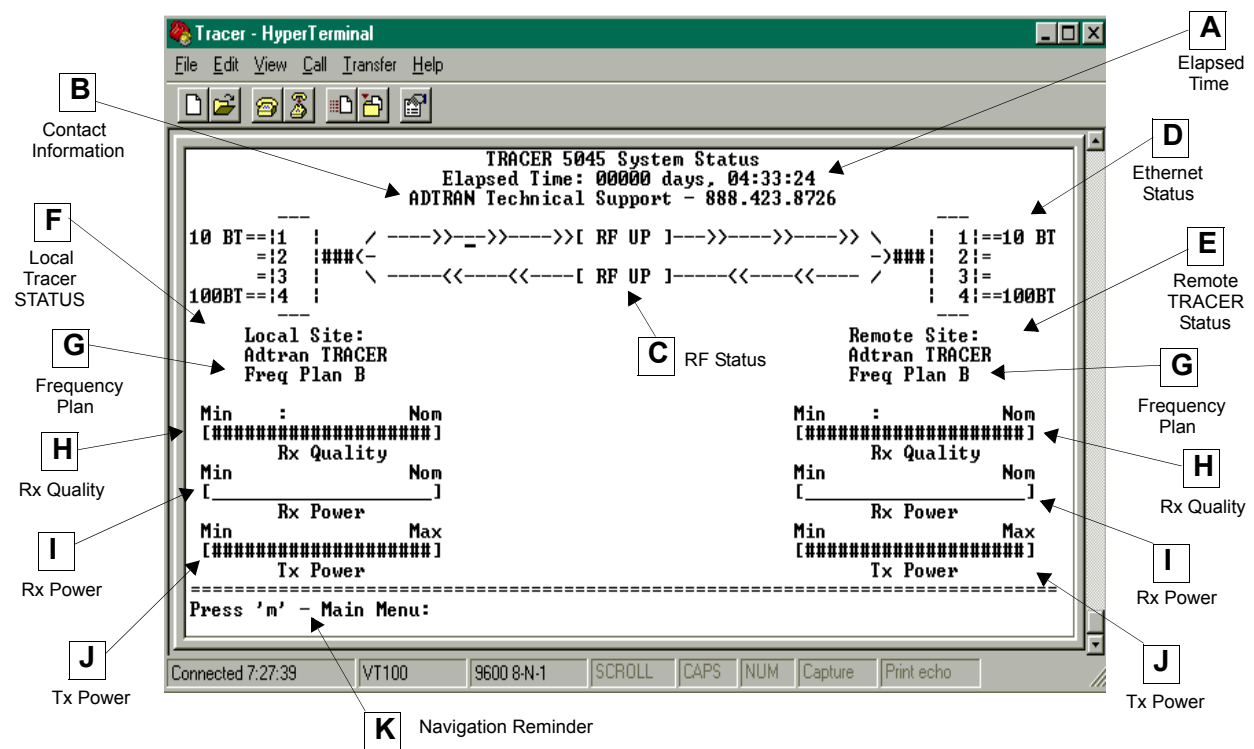 Tracer - HyperTerminal
File Edit View Call Transfer Help
A
Elapsed
Time
B
Contact
Information
TRACER 5045 System Status
Elapsed Time: 00000 days, 04:33:24
ADTRAN Technical Support - 888.423.8726
D
Ethernet
Status
F
Local
Tracer
STATUS
--- ---
10 BT==|1 | / ---->>--_-->>---->>[ RF UP ]--->>---->>---->> \ | 1|==10 BT
=|2 |###<- ->###| 2|=
=|3 | \ -----<<----<<----[ RF UP ]----<<----<<----- / | 3|=
100BT==|4 | | 4|==100BT
--- ---
E
Remote
TRACER
Status
Local Site: Remote Site:
Adtran TRACER Adtran TRACER
Freq Plan B Freq Plan B
C RF Status
G
Frequency
Plan
G
Frequency
Plan
Min : Nom Min : Nom
[####################] [####################]
Rx Quality Rx Quality
H
Rx Quality
H
Rx Quality
Min Nom Min Nom
[____________________] [____________________]
Rx Power Rx Power
I
Rx Power
I
Rx Power
Min Max Min Max
[####################] [####################]
Tx Power Tx Power
===============================================================================
Press 'm' - Main Menu:
J
Tx Power
J
Tx Power
Connected 7:27:39 VT100 9600 8-N-1 SCROLL CAPS NUM Capture Print echo
K Navigation Reminder